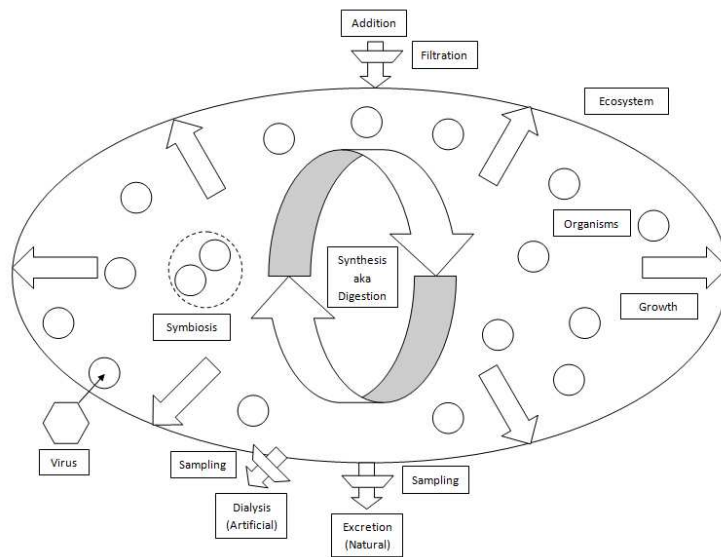 Addition
Filtration
Ecosystem
Organisms
Synthesis
aka
Digestion
Growth
Symbiosis
Virus
Sampling
Sampling
Dialysis
(Artificial)
Excretion
(Natural)